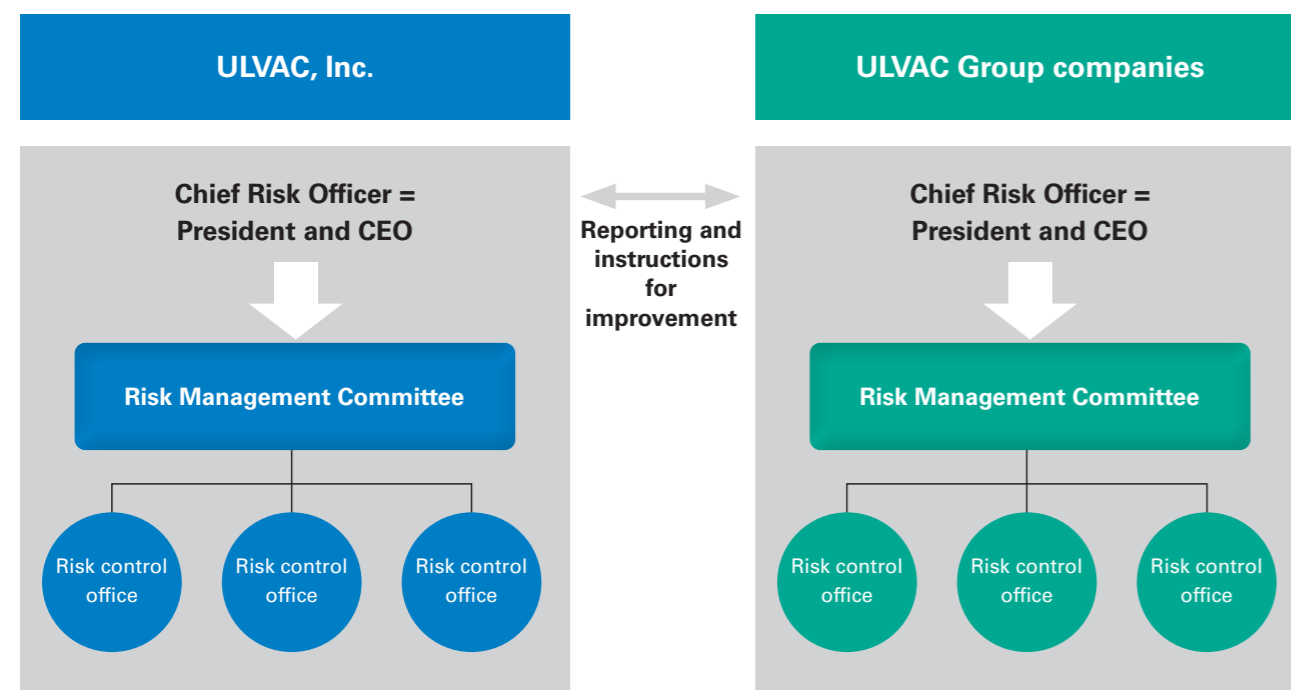 ULVAC, Inc.
Chief Risk Officer =
President and CEO
Risk Management Committee
Risk control
office
Risk control
office
Risk control
office
Reporting and
instructions
for
improvement
ULVAC Group companies
Chief Risk Officer =
President and CEO
Risk Management Committee
Risk control
office
Risk control
office
Risk control
office